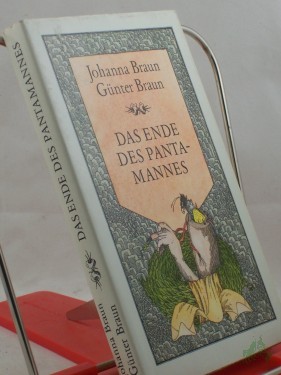 Johanna Braun
Günter Braun
DAS ENDE
DES PANTA-
MANNES
DAS ENDE DES PANTAMANNES
Johanna Braun
Günter Braun